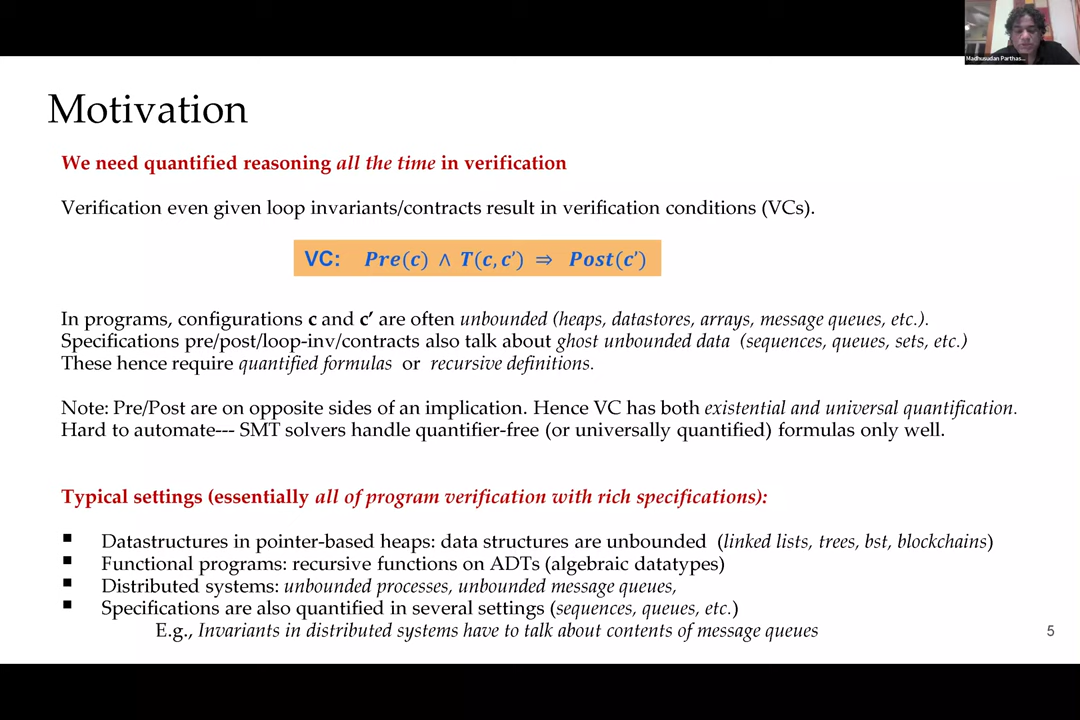 Madhusudan Parthas...
Motivation
We need quantified reasoning all the time in verification
Verification even given loop invariants/contracts result in verification conditions (VCs).
VC: Pre(c) ∧ T(c, c’) ⇒ Post(c’)
In programs, configurations c and c’ are often unbounded (heaps, datastores, arrays, message queues, etc.).
Specifications pre/post/loop-inv/contracts also talk about ghost unbounded data (sequences, queues, sets, etc.)
These hence require quantified formulas or recursive definitions.
Note: Pre/Post are on opposite sides of an implication. Hence VC has both existential and universal quantification.
Hard to automate--- SMT solvers handle quantifier-free (or universally quantified) formulas only well.
Typical settings (essentially all of program verification with rich specifications):
▪ Datastructures in pointer-based heaps: data structures are unbounded (linked lists, trees, bst, blockchains)
▪ Functional programs: recursive functions on ADTs (algebraic datatypes)
▪ Distributed systems: unbounded processes, unbounded message queues,
▪ Specifications are also quantified in several settings (sequences, queues, etc.)
E.g., Invariants in distributed systems have to talk about contents of message queues
5